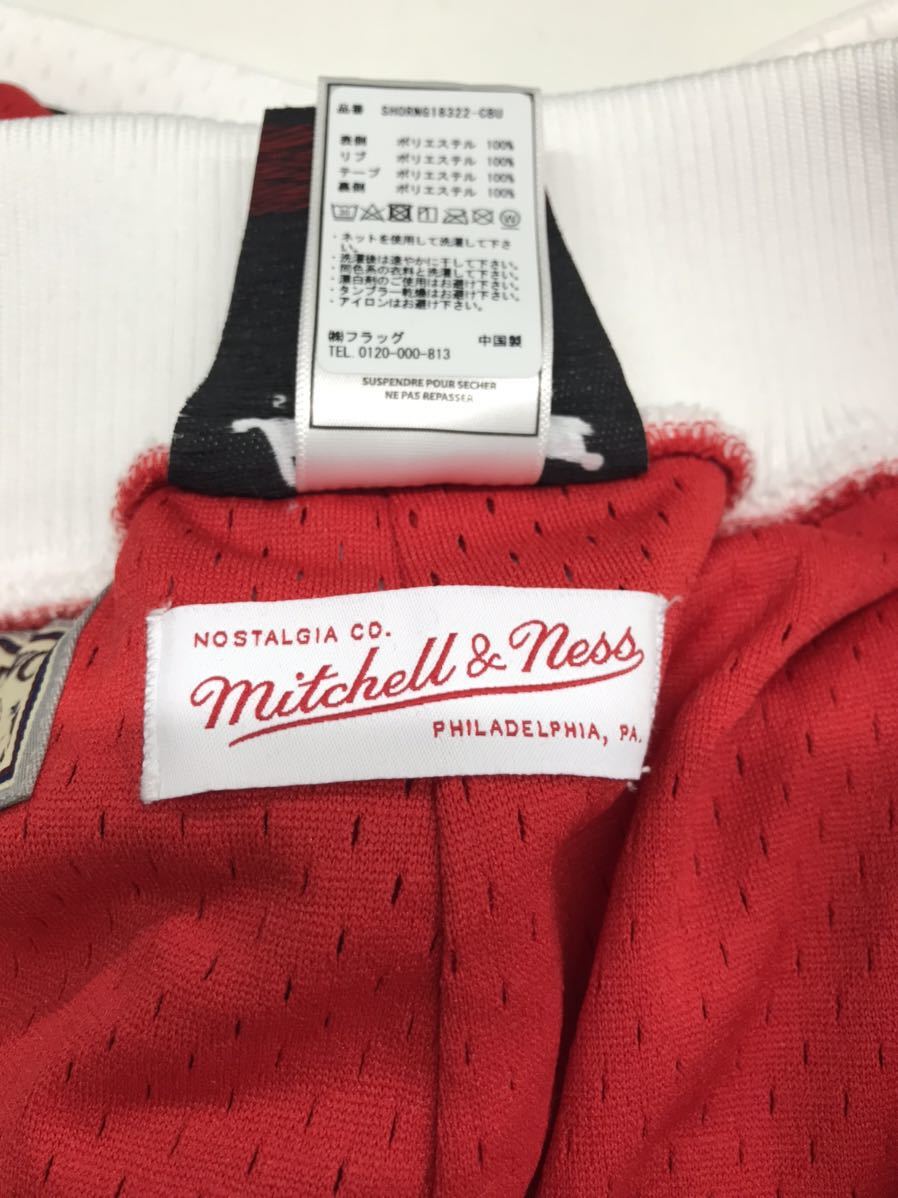 品番 SHORNG18322-CBU
表側 ポリエステル 100%
リブ ポリエステル 100%
テープ ポリエステル 100%
裏側 ポリエステル 100%
・ネットを使用して洗濯して下さ
い。
・洗濯後は速やかに干して下さい。
・同色系の衣料と洗濯して下さい。
・漂白剤のご使用はお避け下さい。
・タンブラー乾燥はお避け下さい。
・アイロンはお避け下さい。
㈱フラッグ 中国製
TEL. 0120-000-813
SUSPENDRE POUR SECHER
NE PAS REPASSER
NOSTALGIA CO.
Mitchell & Ness
PHILADELPHIA, PA.